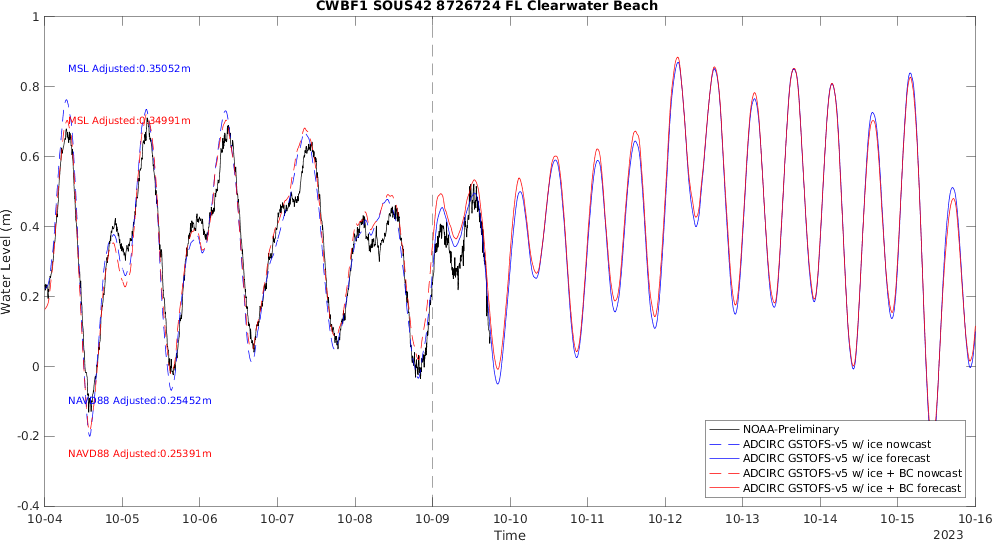 CWBF1 SOUS42 8726724 FL Clearwater Beach
1
0.8
0.6
0.4
0.2
0
-0.2
-0.4
Water Level (m)
MSL Adjusted:0.35052m
MSL Adjusted:0.34991m
NAVD88 Adjusted:0.25452m
NAVD88 Adjusted:0.25391m
NOAA-Preliminary
ADCIRC GSTOFS-v5 w/ ice nowcast
ADCIRC GSTOFS-v5 w/ ice forecast
ADCIRC GSTOFS-v5 w/ ice + BC nowcast
ADCIRC GSTOFS-v5 w/ ice + BC forecast
10-04 10-05 10-06 10-07 10-08 10-09 10-10 10-11 10-12 10-13 10-14 10-15 10-16
Time
2023